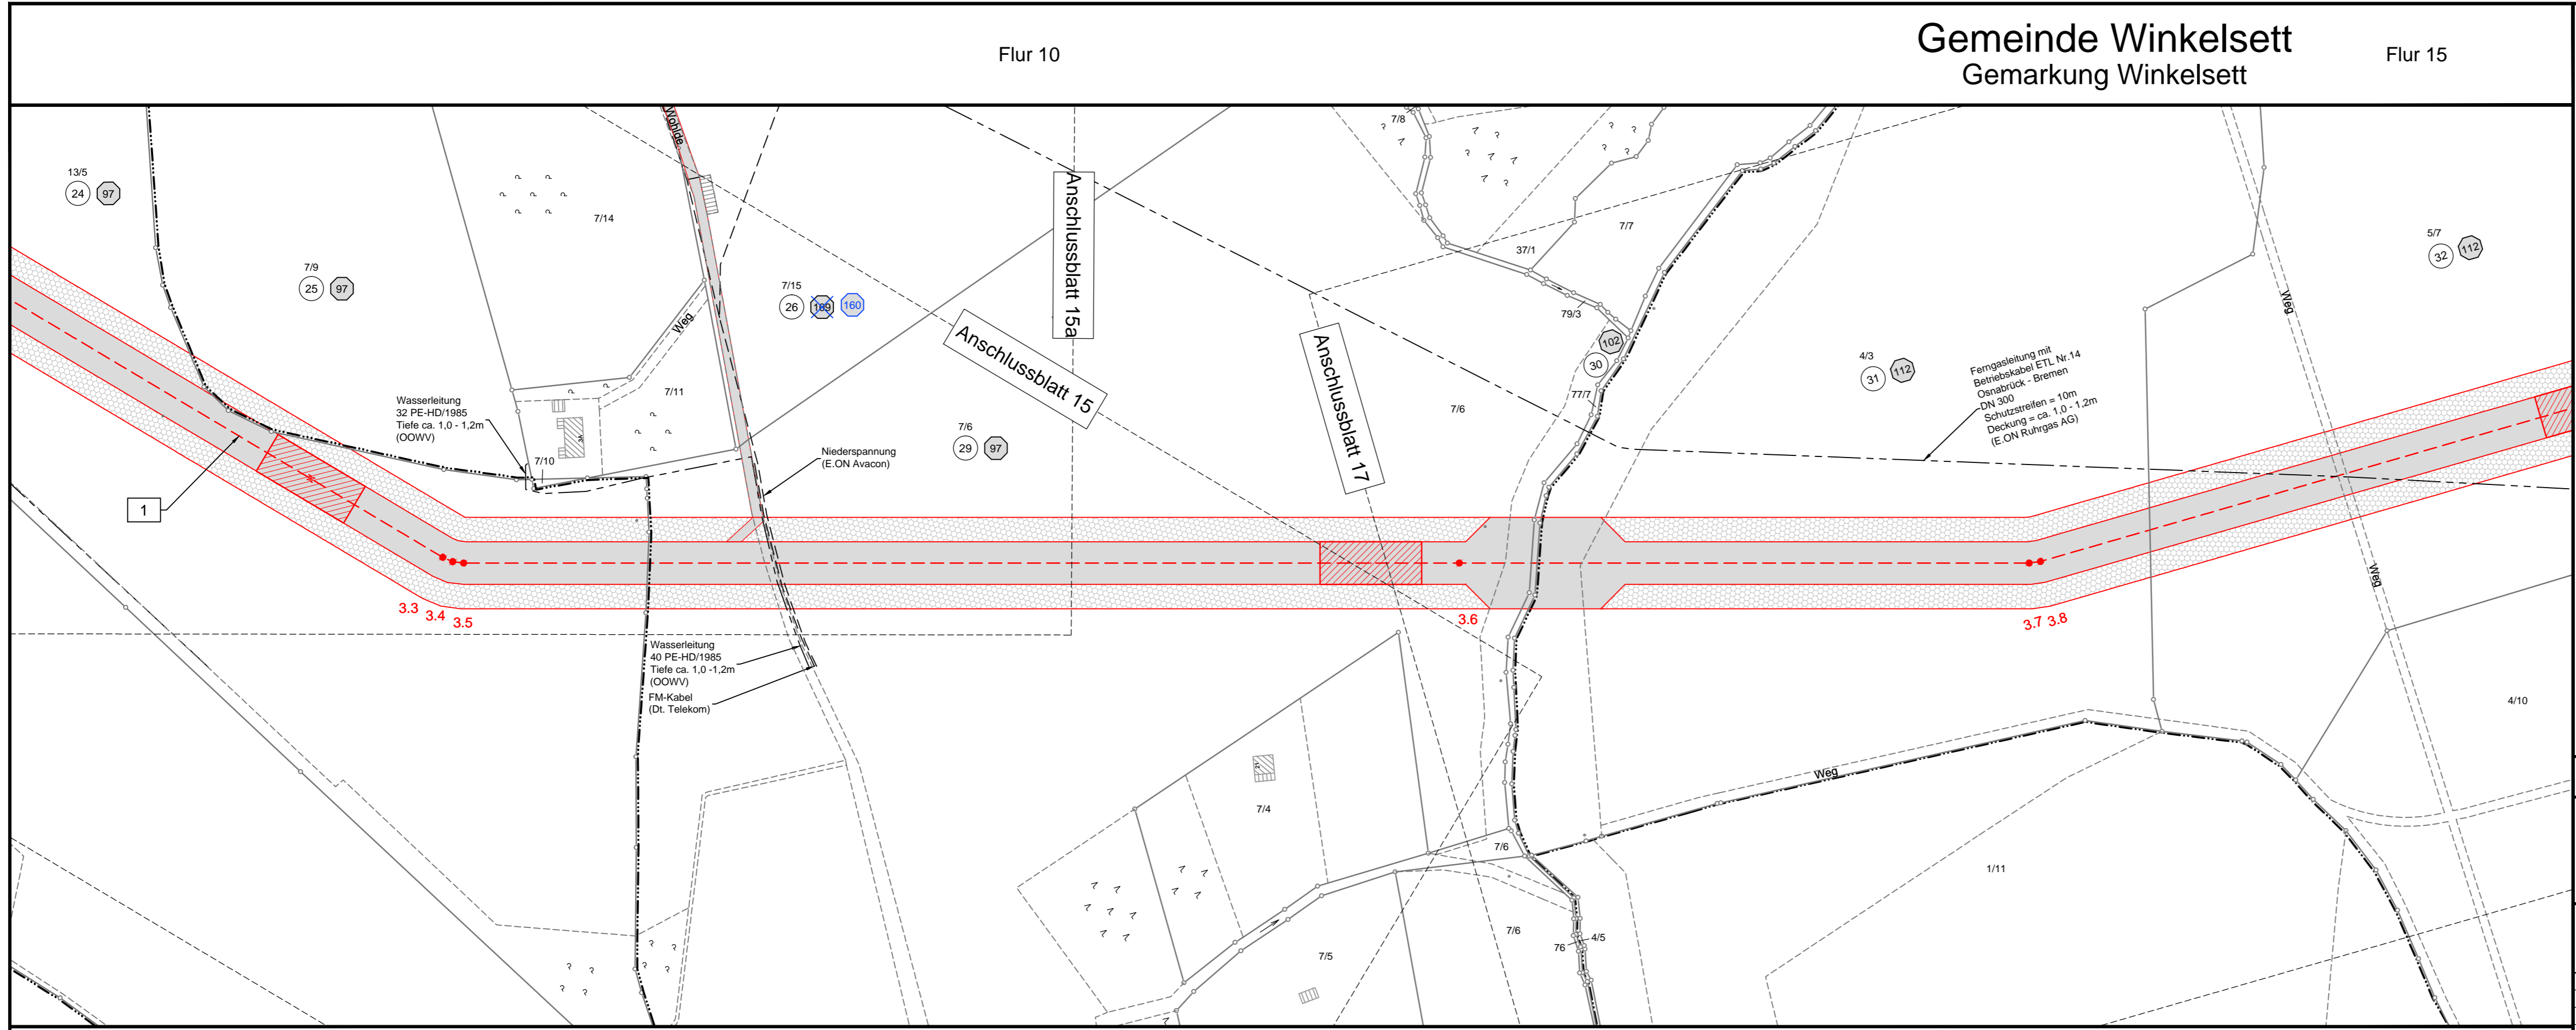 Flur 10
Gemeinde Winkelsett
Gemarkung Winkelsett
Flur 15
13/5
24 97
7/9
25 97
7/14
Wohlde
Weg
7/15
26 169 160
Anschlussblatt 15a
Anschlussblatt 15
Anschlussblatt 17
7/8
37/1
7/7
79/3
102
30
77/7
7/6
4/3
31 112
Ferngasleitung mit
Betriebskabel ETL Nr.14
Osnabrück - Bremen
DN 300
Schutzstreifen = 10m
Deckung = ca. 1,0 - 1,2m
(E.ON Ruhrgas AG)
Weg
5/7
32 112
Wasserleitung
32 PE-HD/1985
Tiefe ca. 1,0 - 1,2m
(OOWV)
7/11
7/10
7/6
29 97
Niederspannung
(E.ON Avacon)
1
3.3
3.4
3.5
3.6
3.7
3.8
Weg
Wasserleitung
40 PE-HD/1985
Tiefe ca. 1,0 -1,2m
(OOWV)
FM-Kabel
(Dt. Telekom)
4/10
Weg
7/4
7/6
1/11
7/6
76
4/5
7/5